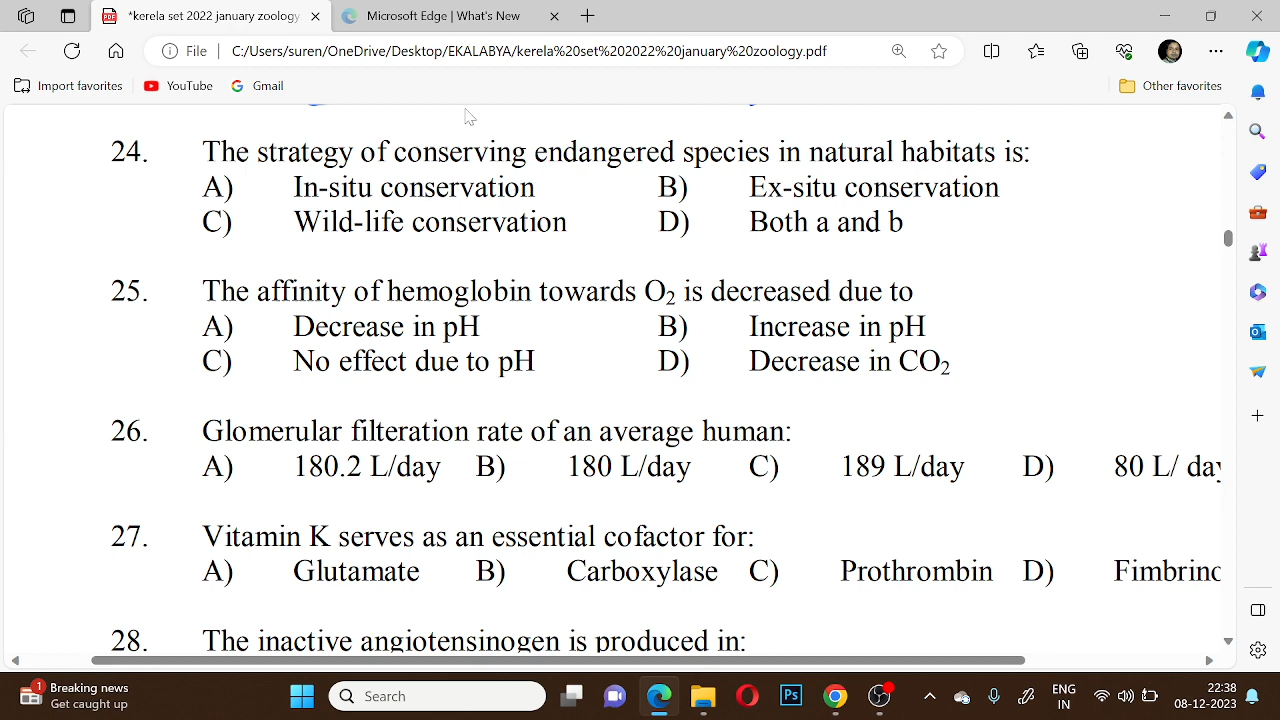 *kerela set 2022 january zoology
Microsoft Edge | What's New
File
C:/Users/suren/OneDrive/Desktop/EKALABYA/kerela%20set%202022%20january%20zoology.pdf
Import favorites
YouTube
Gmail
Other favorites
24. The strategy of conserving endangered species in natural habitats is:
A) In-situ conservation B) Ex-situ conservation
C) Wild-life conservation D) Both a and b
25. The affinity of hemoglobin towards O₂ is decreased due to
A) Decrease in pH B) Increase in pH
C) No effect due to pH D) Decrease in CO₂
26. Glomerular filteration rate of an average human:
A) 180.2 L/day B) 180 L/day C) 189 L/day D) 80 L/ day
27. Vitamin K serves as an essential cofactor for:
A) Glutamate B) Carboxylase C) Prothrombin D)
28. The inactive angiotensinogen is produced in:
1
Breaking news
Get caught up
Search
Ps
ENG
IN
22:38
08-12-2023